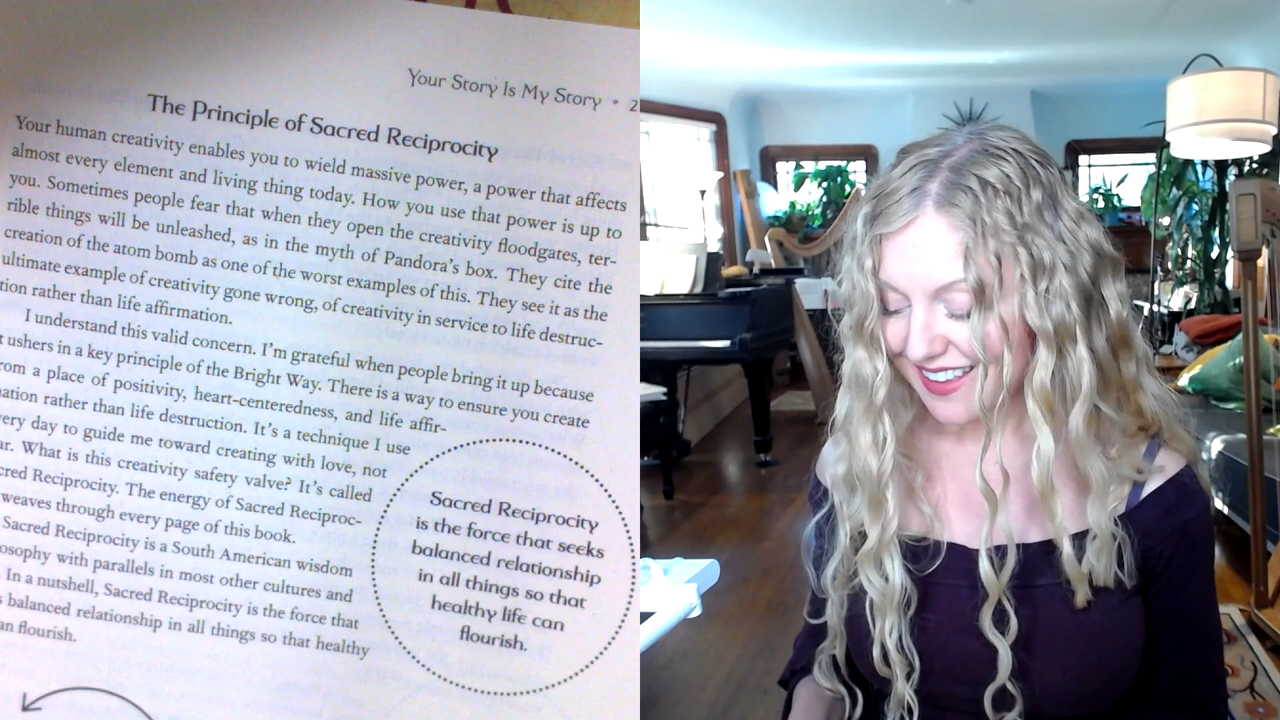 Your Story Is My Story • 2
The Principle of Sacred Reciprocity
Your human creativity enables you to wield massive power, a power that affects
almost every element and living thing today. How you use that power is up to
you. Sometimes people fear that when they open the creativity floodgates, ter-
rible things will be unleashed, as in the myth of Pandora's box. They cite the
creation of the atom bomb as one of the worst examples of this. They see it as the
ultimate example of creativity gone wrong, of creativity in service to life destruc-
tion rather than life affirmation.
I understand this valid concern. I'm grateful when people bring it up because
t ushers in a key principle of the Bright Way. There is a way to ensure you create
rom a place of positivity, heart-centeredness, and life affir-
nation rather than life destruction. It's a technique I use
very day to guide me toward creating with love, not
ar. What is this creativity safety valve? It's called
cred Reciprocity. The energy of Sacred Reciproc-
weaves through every page of this book.
Sacred Reciprocity is a South American wisdom
osophy with parallels in most other cultures and
. In a nutshell, Sacred Reciprocity is the force that
s balanced relationship in all things so that healthy
an flourish.
Sacred Reciprocity
is the force that seeks
balanced relationship
in all things so that
healthy life can
flourish.